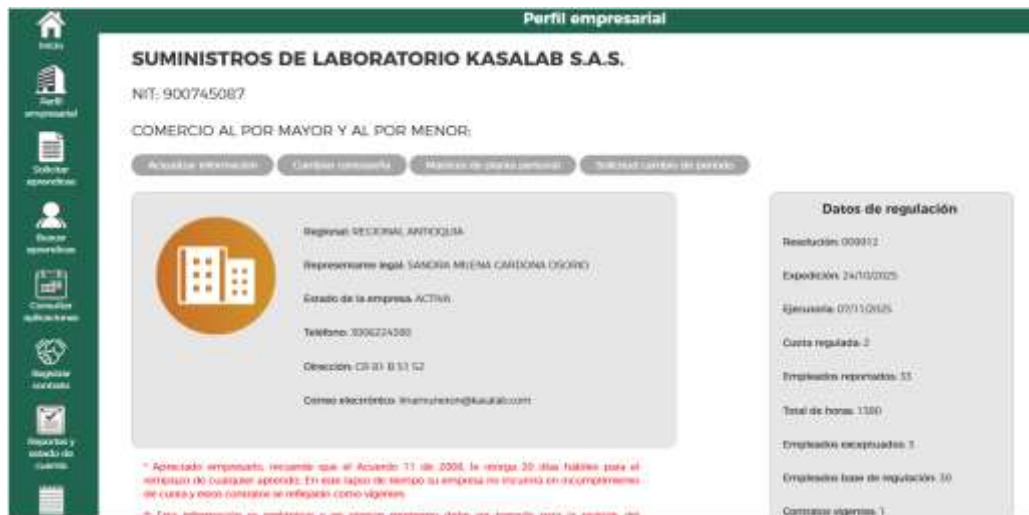 Perfil empresarial
Inicio
Perfil
empresarial
Solicitar
aprendices
Buscar
aprendices
Consultar
aplicaciones
Registrar
contrato
Reportes y
estado de
cuenta
SUMINISTROS DE LABORATORIO KASALAB S.A.S.
NIT: 900745087
COMERCIO AL POR MAYOR Y AL POR MENOR;
Actualizar información
Cambiar contraseña
Históricos de planta personal
Solicitud cambio de periodo
Regional: REGIONAL ANTIOQUIA
Representante legal: SANDRA MILENA CARDONA OSORIO
Estado de la empresa: ACTIVA
Teléfono:
Dirección:
Correo electrónico:
* Apreciado empresario, recuerde que el Acuerdo 11 de 2008, le otorga 20 días hábiles para el
reemplazo de cualquier aprendiz. En este lapso de tiempo su empresa no incurrirá en incumplimiento
de cuota y estos contratos se reflejarán como vigentes.
Datos de regulación
Resolución: 009012
Expedición: 24/10/2025
Ejecutoria: 07/11/2025
Cuota regulada: 2
Empleados reportados: 33
Total de horas: 1380
Empleados exceptuados: 3
Empleados base de regulación: 30
Contratos vigentes: 1